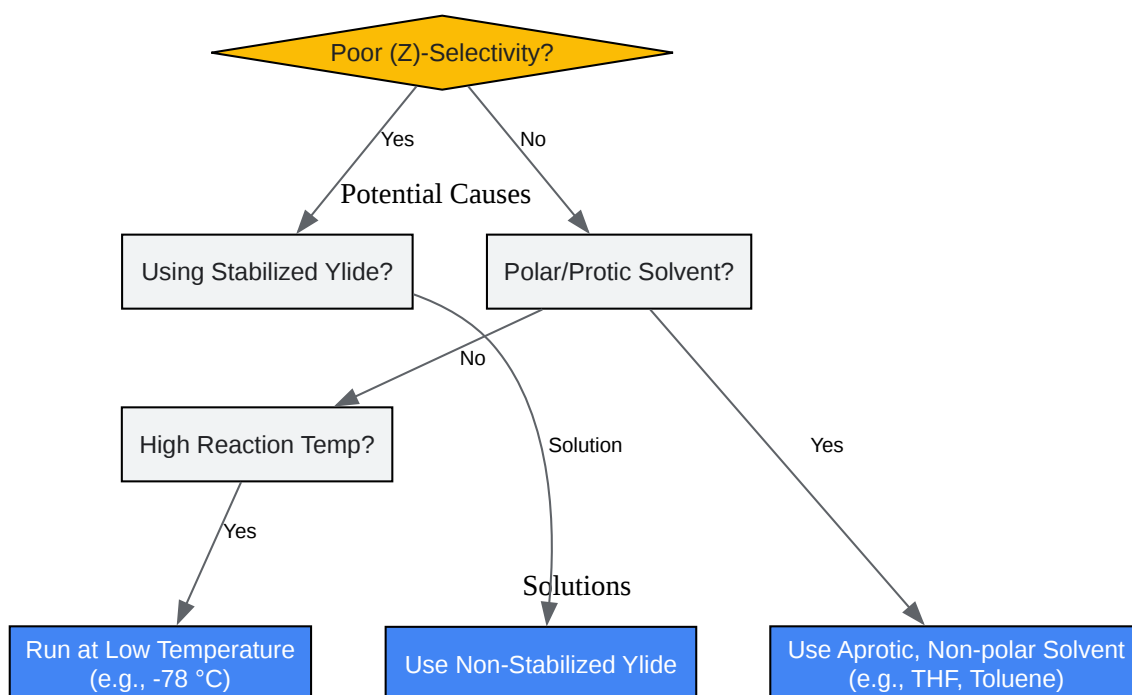 Poor (Z)-Selectivity?
Yes
No
Potential Causes
Using Stabilized Ylide?
Polar/Protic Solvent?
No
High Reaction Temp?
Solution
Yes
Yes
Solutions
Run at Low Temperature
(e.g., -78 °C)
Use Non-Stabilized Ylide
Use Aprotic, Non-polar Solvent
(e.g., THF, Toluene)